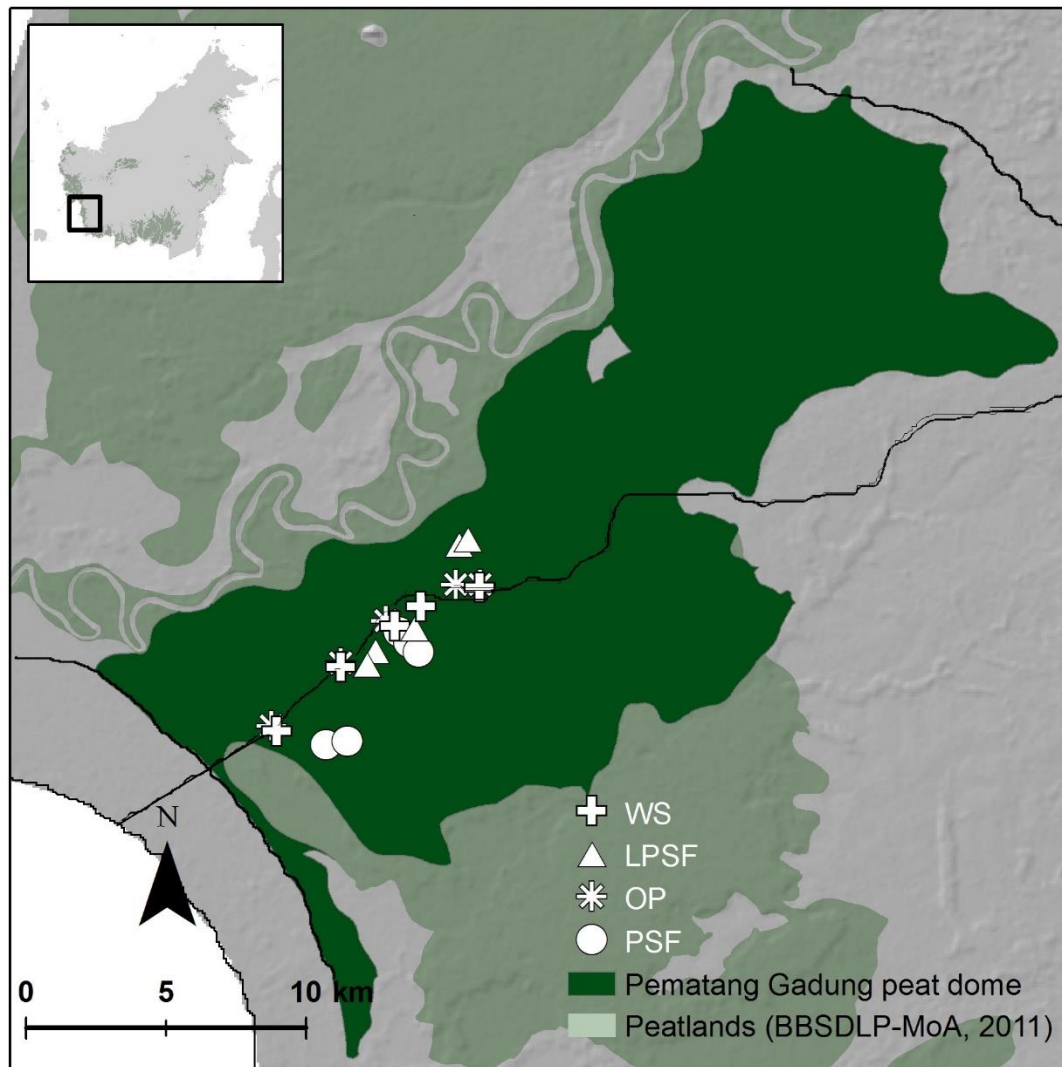 WS
LPSF
OP
PSF
Pematang Gadung peat dome
Peatlands (BBSDLP-MoA, 2011)
N
0 5 10 km